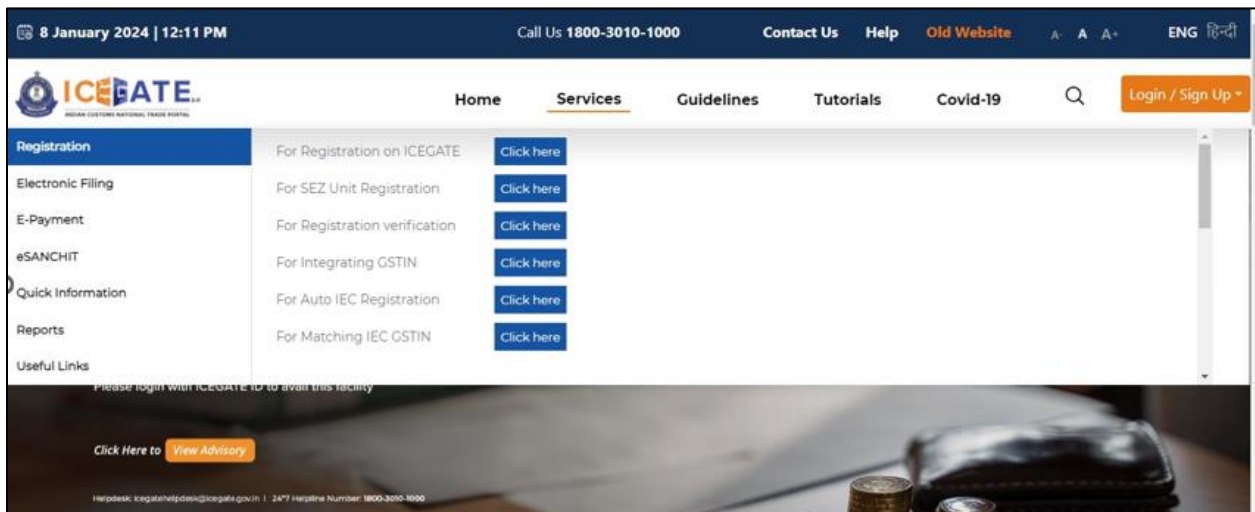 8 January 2024 | 12:11 PM Call Us 1800-3010-1000 Contact Us Help Old Website A- A A+ ENG हिन्दी
ICEGATE 2.0
INDIAN CUSTOMS NATIONAL TRADE PORTAL
Home Services Guidelines Tutorials Covid-19 Login / Sign Up
Registration For Registration on ICEGATE Click here
Electronic Filing For SEZ Unit Registration Click here
E-Payment For Registration verification Click here
eSANCHIT For Integrating GSTIN Click here
Quick Information For Auto IEC Registration Click here
Reports For Matching IEC GSTIN Click here
Useful Links
Please login with ICEGATE ID to avail this facility
Click Here to View Advisory
Helpdesk: icegatehelpdesk@icegate.gov.in | 24*7 Helpline Number: 1800-3010-1000